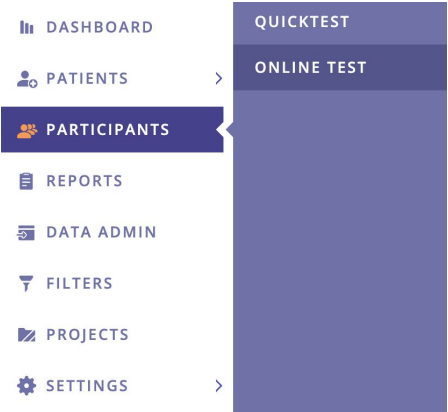 DASHBOARD
PATIENTS
PARTICIPANTS
REPORTS
DATA ADMIN
FILTERS
PROJECTS
SETTINGS
QUICKTEST
ONLINE TEST